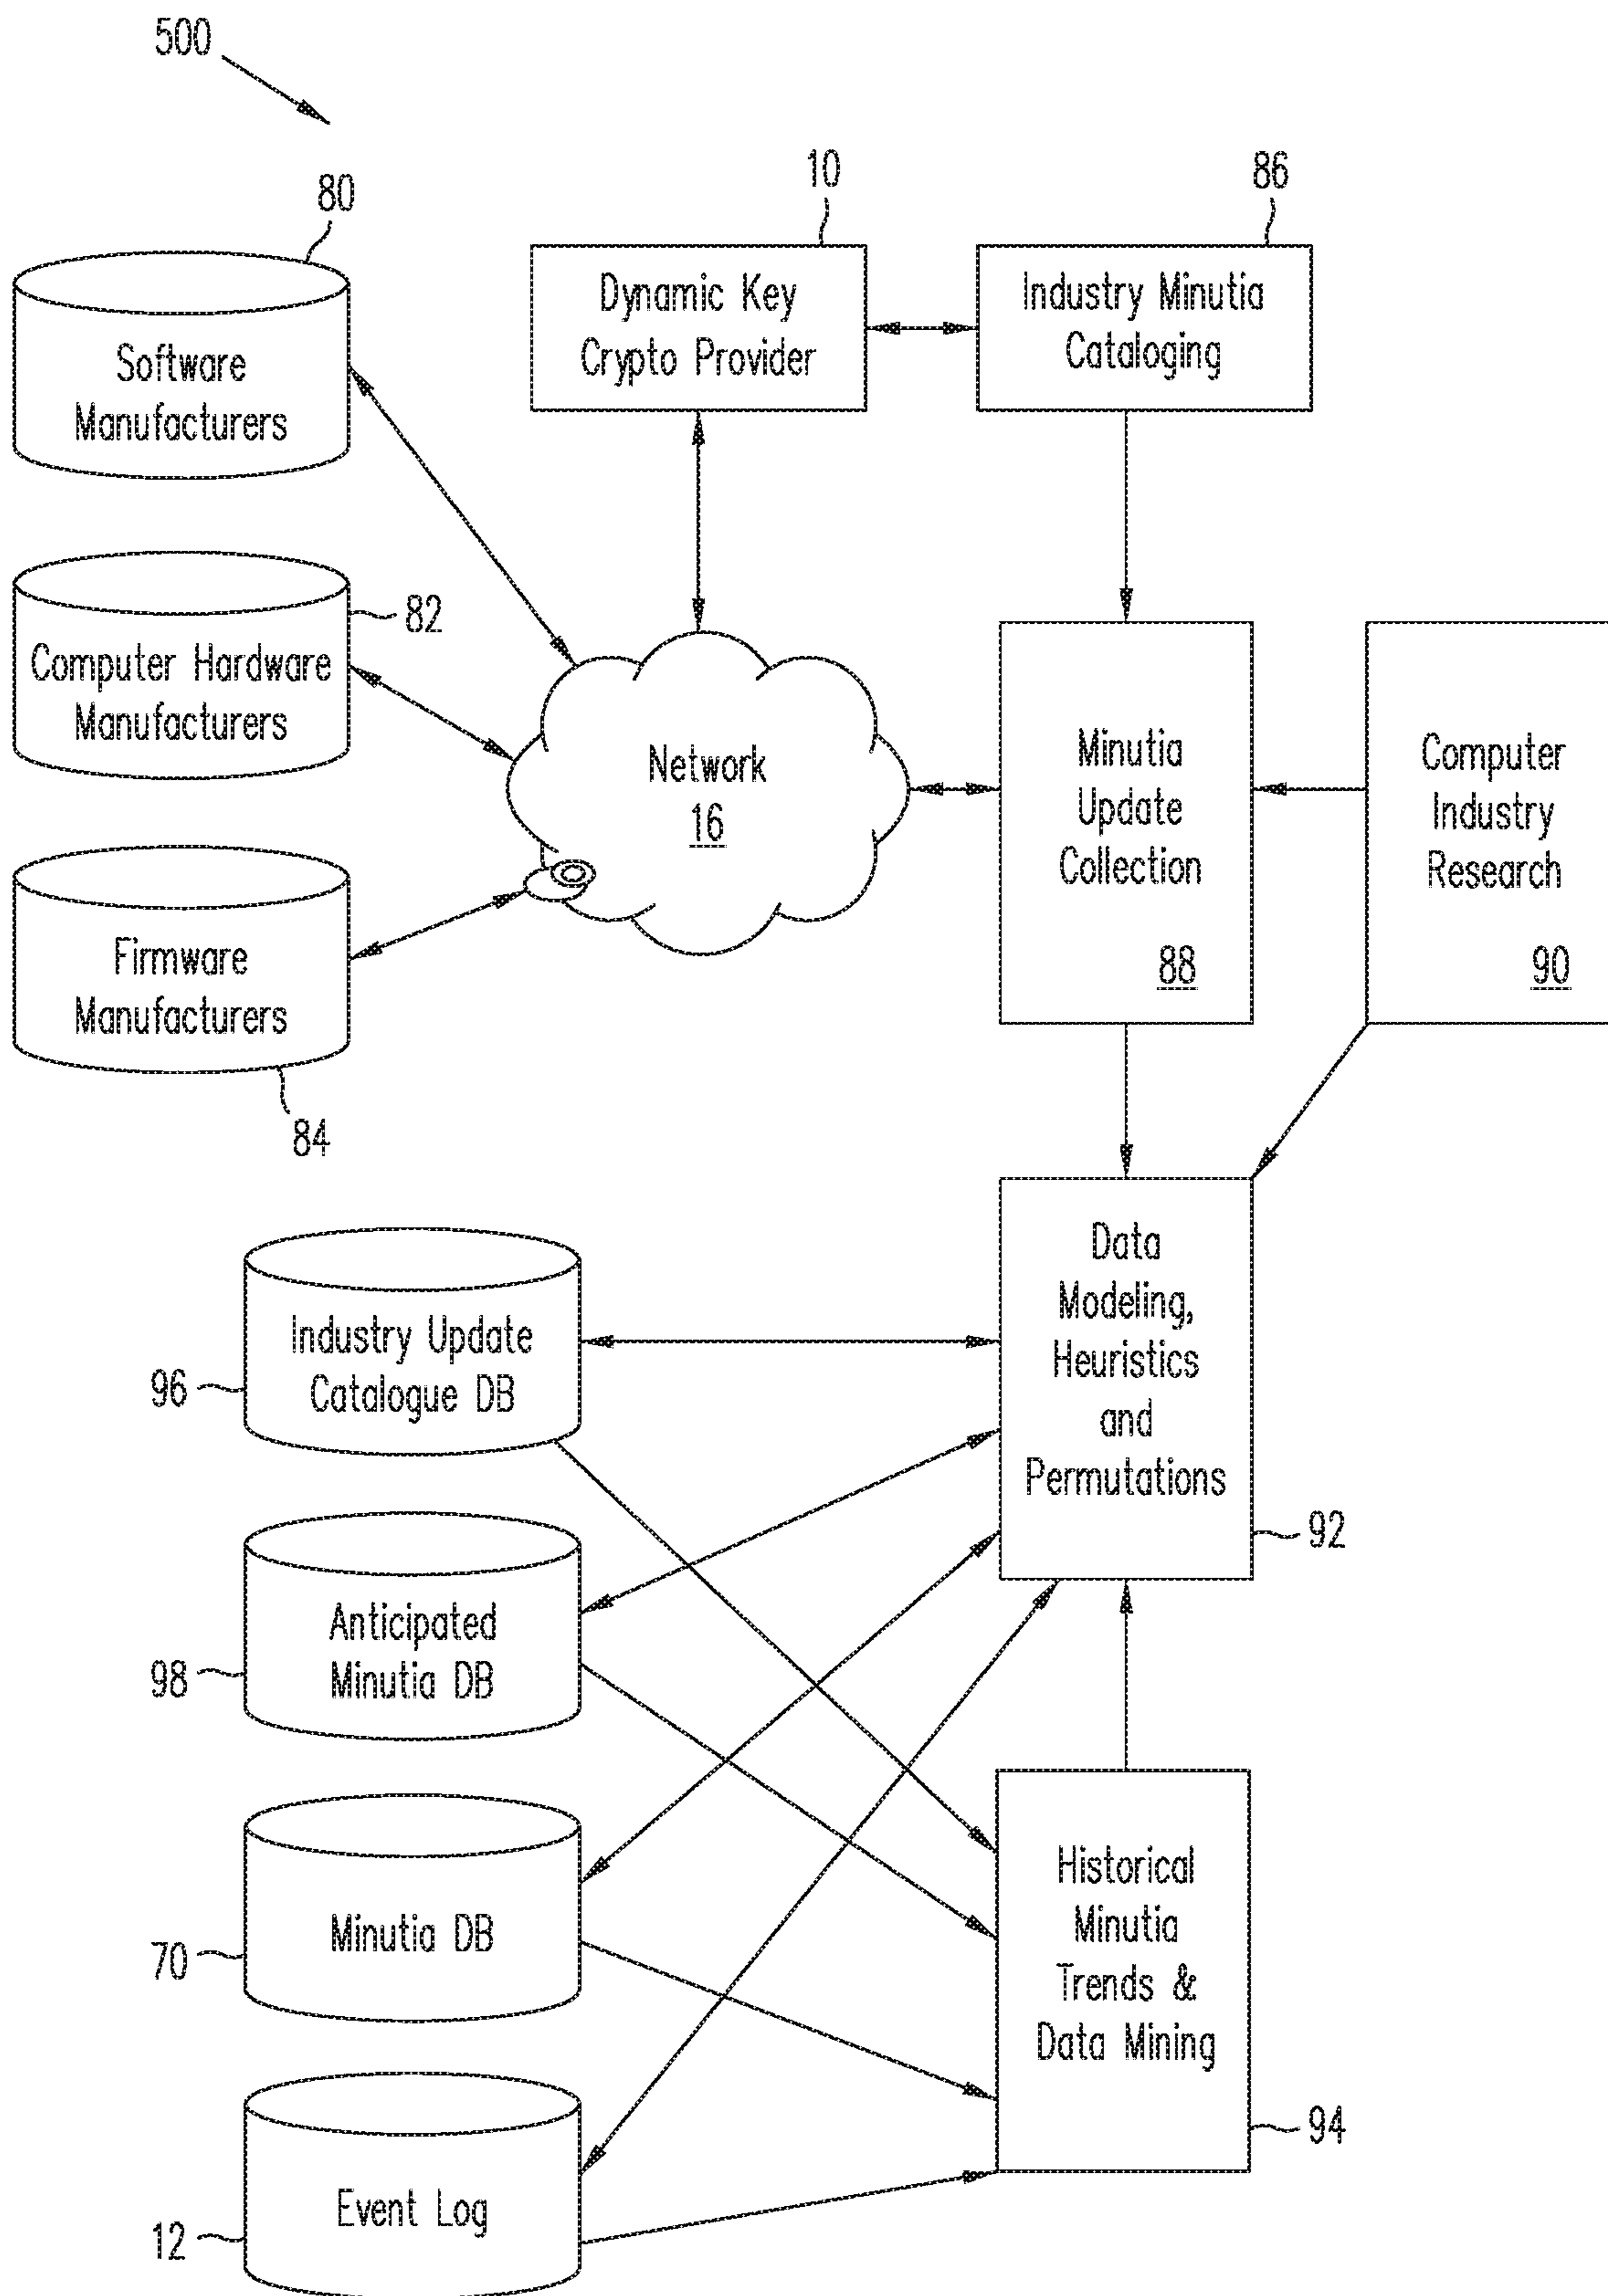 500
80
10
86
Software
Manufacturers
Dynamic Key
Crypto Provider
Industry Minutia
Cataloging
82
Computer Hardware
Manufacturers
Network
16
Minutia
Update
Collection
88
Computer
Industry
Research
90
Firmware
Manufacturers
84
Industry Update
Catalogue DB
96
Data
Modeling,
Heuristics
and
Permutations
92
Anticipated
Minutia DB
98
Minutia DB
70
Historical
Minutia
Trends &
Data Mining
94
Event Log
12